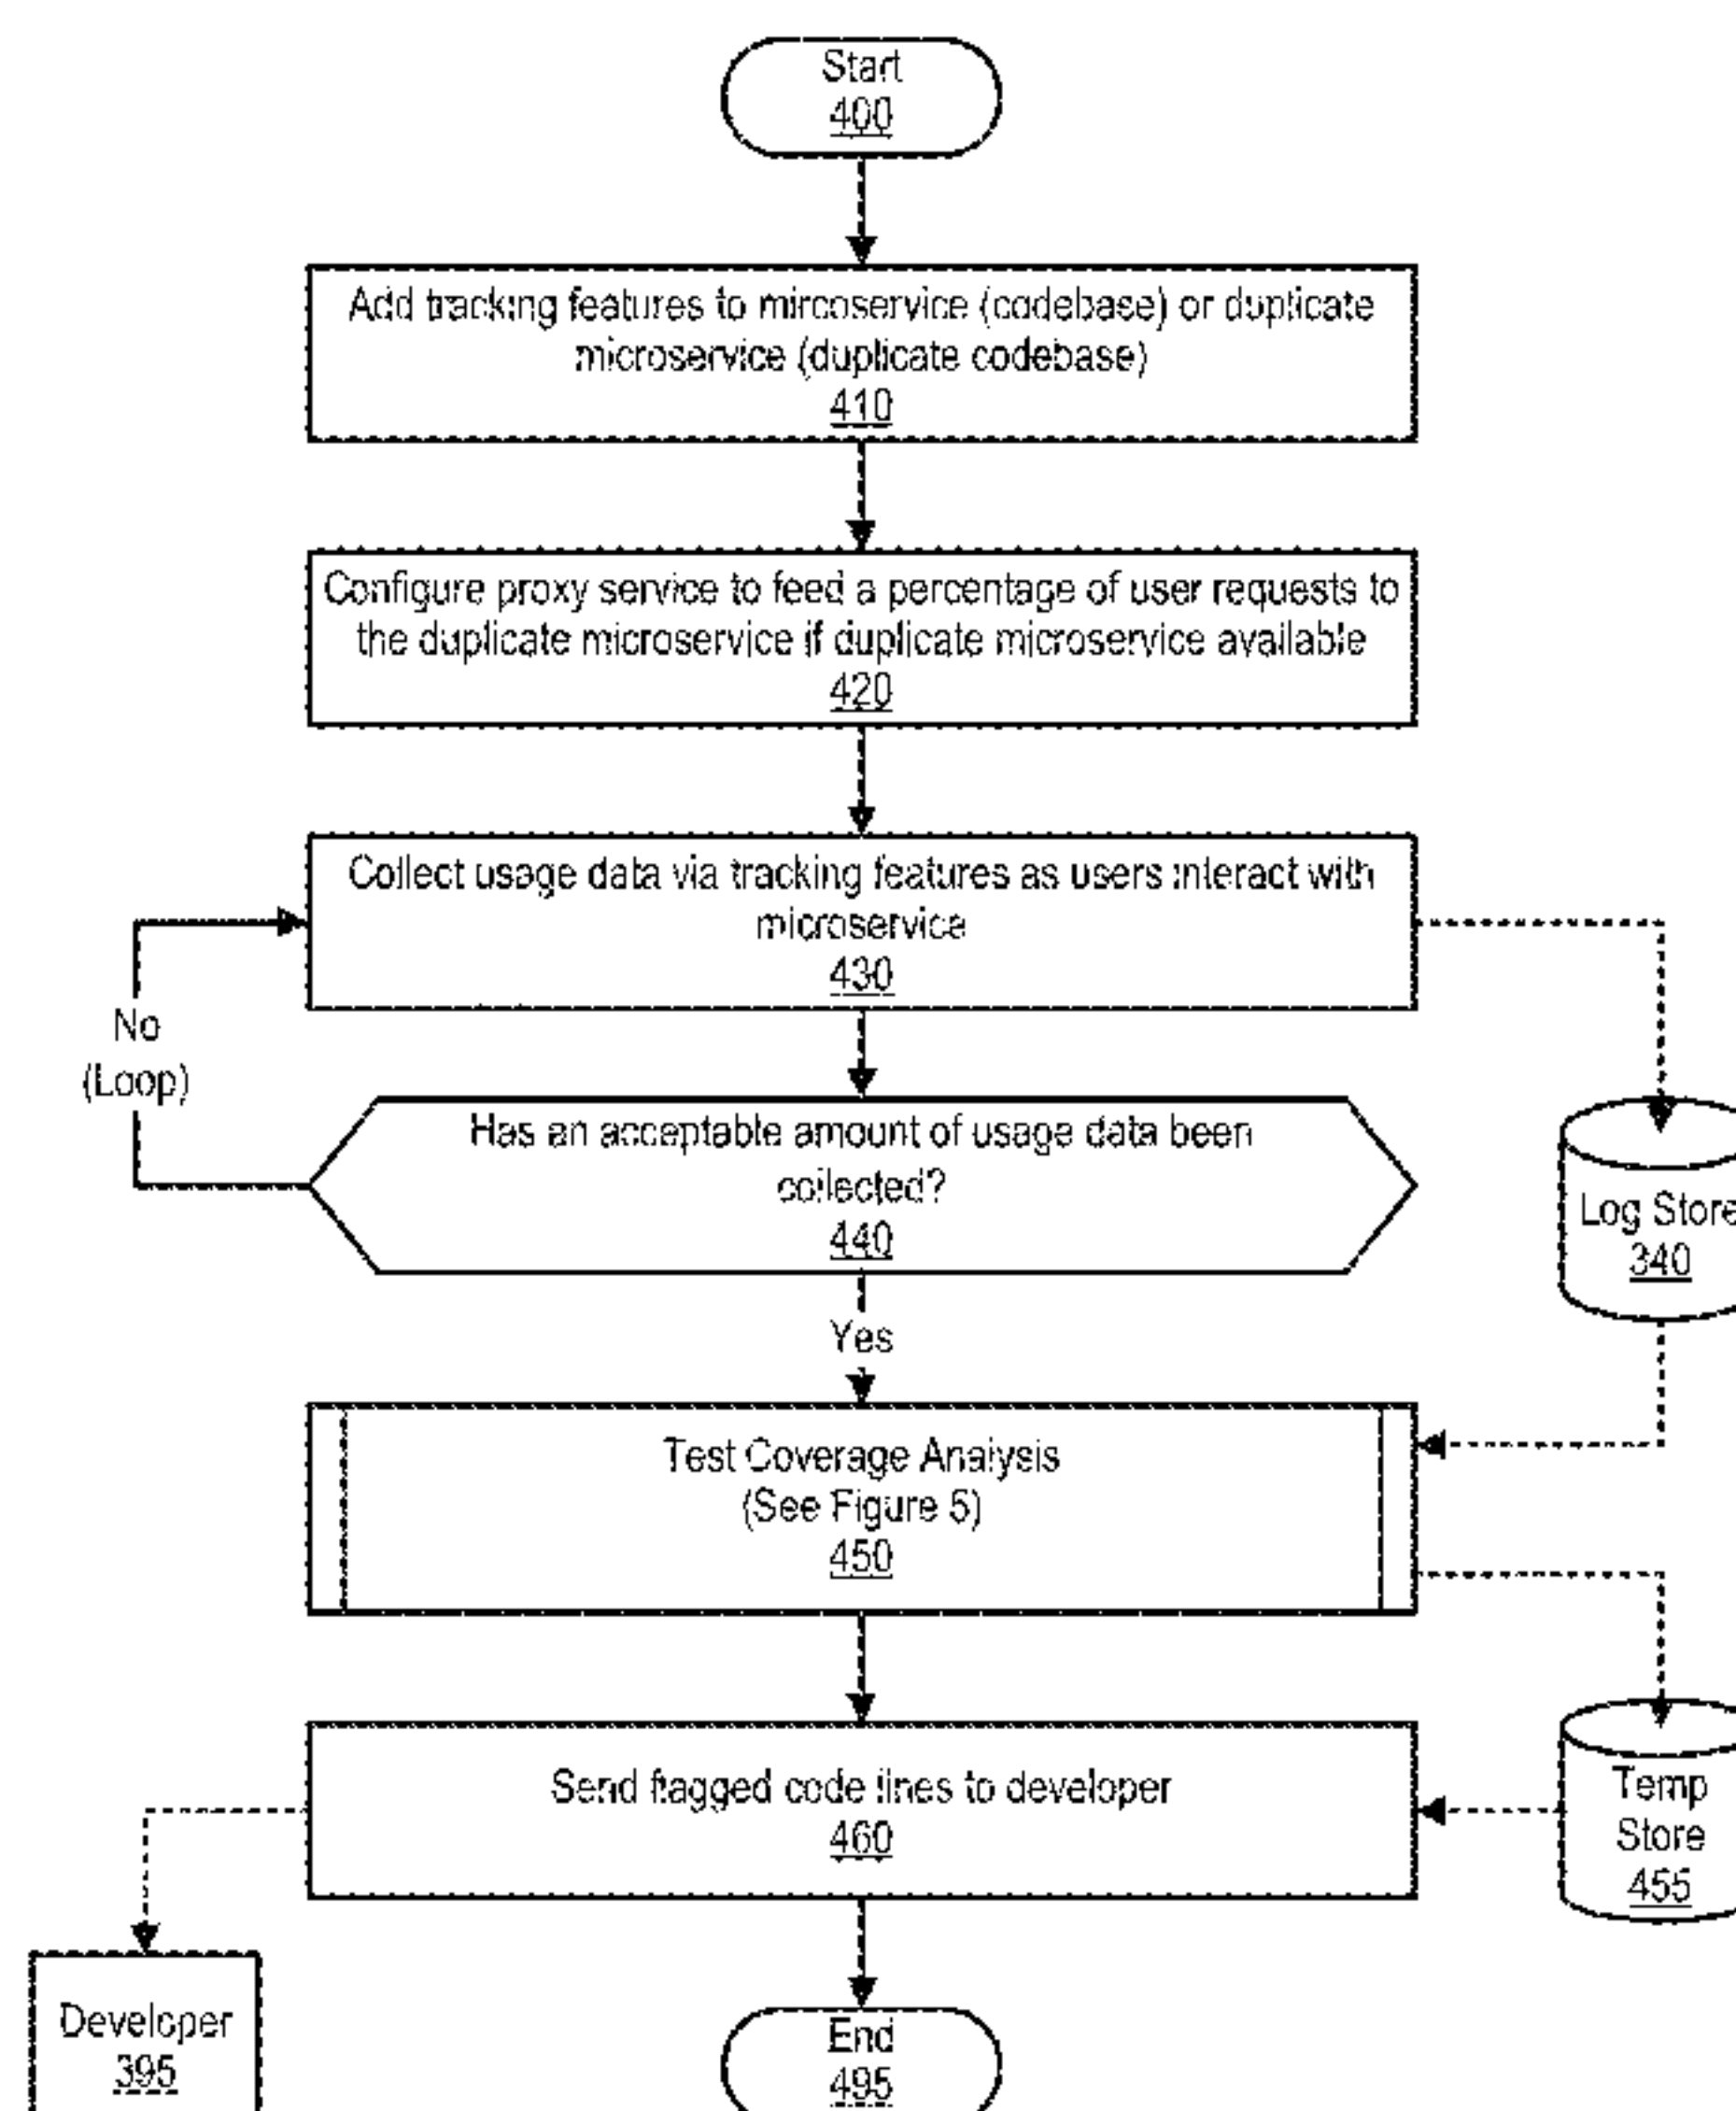 Start
400
Add tracking features to mircoservice (codebase) or duplicate
microservice (duplicate codebase)
410
Configure proxy service to feed a percentage of user requests to
the duplicate microservice if duplicate microservice available
420
Collect usage data via tracking features as users interact with
microservice
430
No
(Loop)
Has an acceptable amount of usage data been
collected?
440
Log Store
340
Yes
Test Coverage Analysis
(See Figure 5)
450
Send flagged code lines to developer
460
Temp
Store
455
Developer
395
End
495